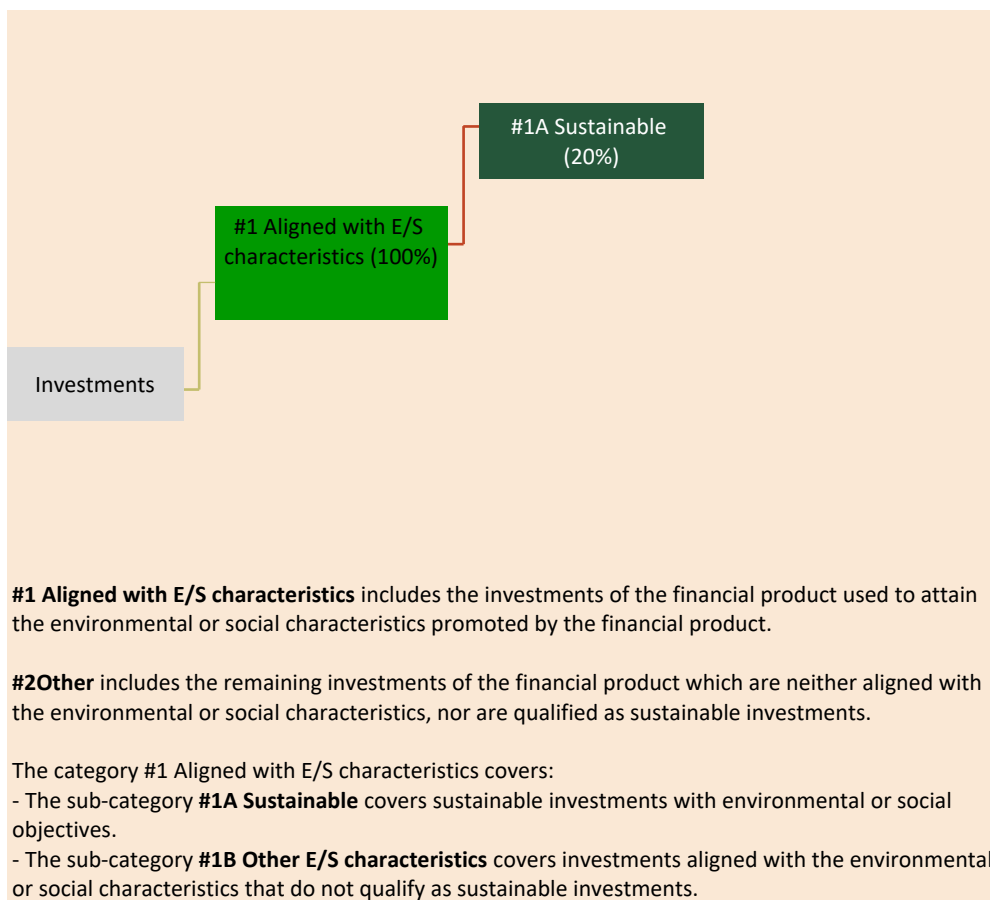 #1A Sustainable
(20%)
#1 Aligned with E/S
characteristics (100%)
Investments
#1 Aligned with E/S characteristics includes the investments of the financial product used to attain
the environmental or social characteristics promoted by the financial product.
#2Other includes the remaining investments of the financial product which are neither aligned with
the environmental or social characteristics, nor are qualified as sustainable investments.
The category #1 Aligned with E/S characteristics covers:
- The sub-category #1A Sustainable covers sustainable investments with environmental or social
objectives.
- The sub-category #1B Other E/S characteristics covers investments aligned with the environmental
or social characteristics that do not qualify as sustainable investments.